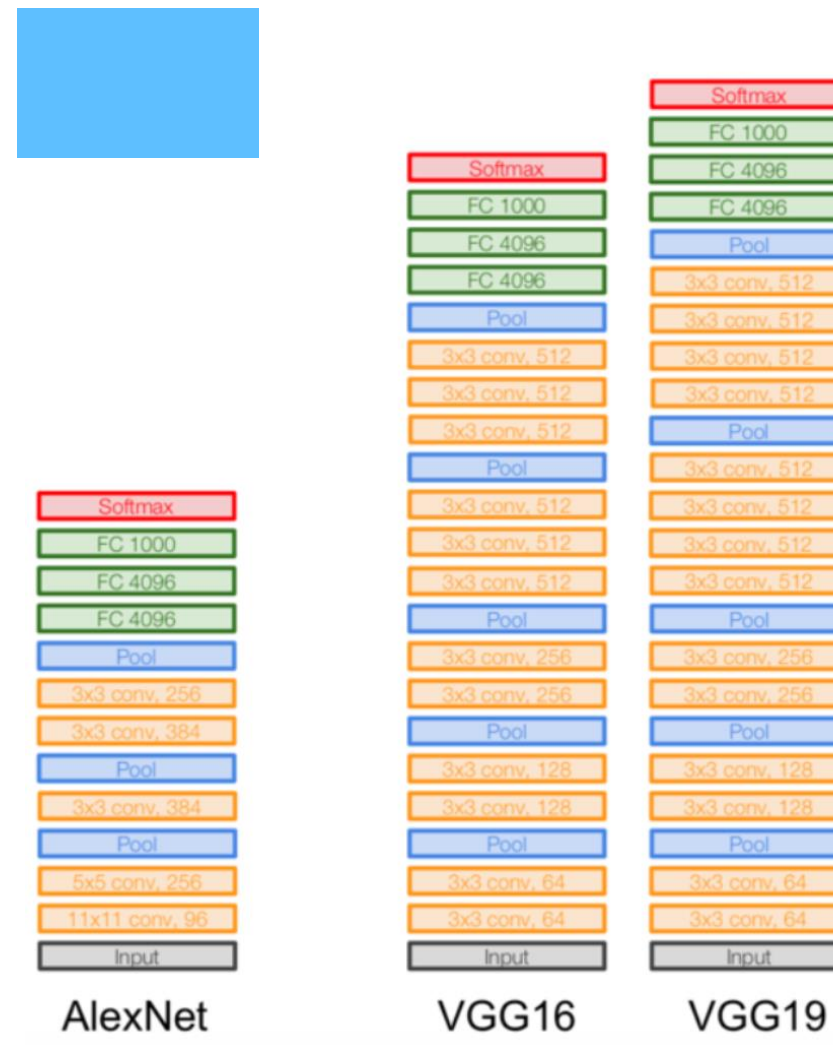 Softmax
FC 1000
FC 4096
FC 4096
Pool
3x3 conv, 256
3x3 conv, 384
Pool
3x3 conv, 384
Pool
5x5 conv, 256
11x11 conv, 96
Input
AlexNet
Softmax
FC 1000
FC 4096
FC 4096
Pool
3x3 conv, 512
3x3 conv, 512
3x3 conv, 512
Pool
3x3 conv, 512
3x3 conv, 512
3x3 conv, 512
Pool
3x3 conv, 256
3x3 conv, 256
Pool
3x3 conv, 128
3x3 conv, 128
Pool
3x3 conv, 64
3x3 conv, 64
Input
VGG16
Softmax
FC 1000
FC 4096
FC 4096
Pool
3x3 conv, 512
3x3 conv, 512
3x3 conv, 512
3x3 conv, 512
Pool
3x3 conv, 512
3x3 conv, 512
3x3 conv, 512
3x3 conv, 512
Pool
3x3 conv, 256
3x3 conv, 256
Pool
3x3 conv, 128
3x3 conv, 128
Pool
3x3 conv, 64
3x3 conv, 64
Input
VGG19